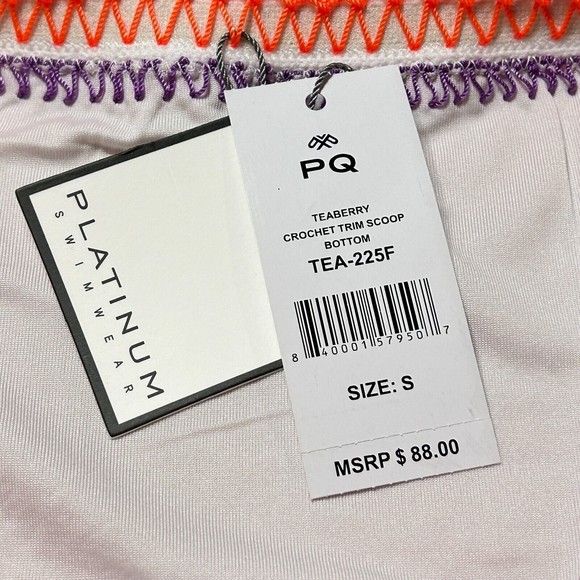 PLATINUM
SWIMWEAR
PQ
TEABERRY
CROCHET TRIM SCOOP
BOTTOM
TEA-225F
8 40001 57950 7
SIZE: S
MSRP $ 88.00